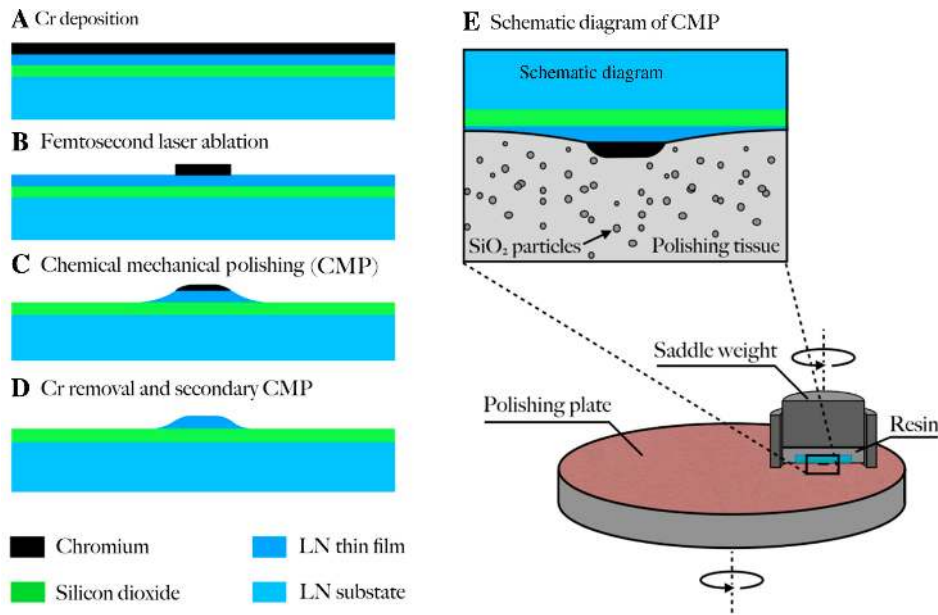 A Cr deposition
B Femtosecond laser ablation
C Chemical mechanical polishing (CMP)
D Cr removal and secondary CMP
Chromium
LN thin film
Silicon dioxide
LN substate
E Schematic diagram of CMP
Schematic diagram
SiO₂ particles
Polishing tissue
Saddle weight
Polishing plate
Resin